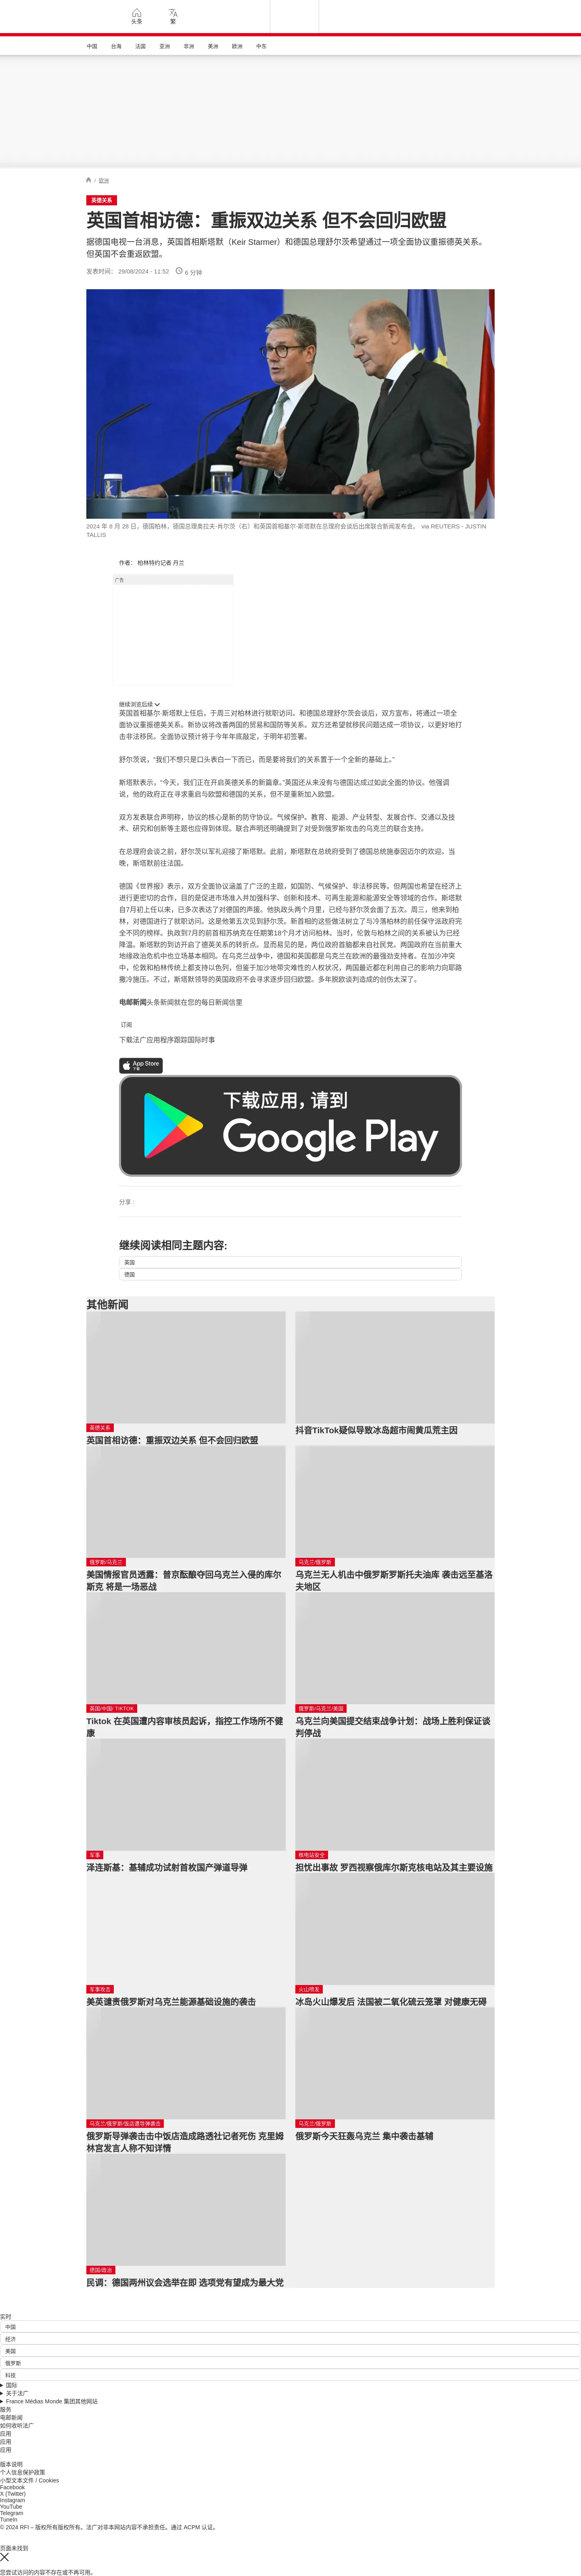 头条
繁
中国
台海
法国
亚洲
非洲
美洲
欧洲
中东
/ 欧洲
英德关系
英国首相访德：重振双边关系 但不会回归欧盟
据德国电视一台消息，英国首相斯塔默（Keir Starmer）和德国总理舒尔茨希望通过一项全面协议重振德英关系。
但英国不会重返欧盟。
发表时间： 29/08/2024 - 11:52
6 分钟
2024 年 8 月 28 日，德国柏林，德国总理奥拉夫-肖尔茨（右）和英国首相基尔-斯塔默在总理府会谈后出席联合新闻发布会。 via REUTERS - JUSTIN
TALLIS
作者： 柏林特约记者 丹兰
广告
继续浏览后续
英国首相基尔·斯塔默上任后，于周三对柏林进行就职访问。和德国总理舒尔茨会谈后，双方宣布，将通过一项全
面协议重振德英关系。新协议将改善两国的贸易和国防等关系。双方还希望就移民问题达成一项协议，以更好地打
击非法移民。全面协议预计将于今年年底敲定，于明年初签署。
舒尔茨说，“我们不想只是口头表白一下而已，而是要将我们的关系置于一个全新的基础上。”
斯塔默表示，“今天，我们正在开启英德关系的新篇章。”英国还从来没有与德国达成过如此全面的协议。他强调
说，他的政府正在寻求重启与欧盟和德国的关系，但不是重新加入欧盟。
双方发表联合声明称，协议的核心是新的防守协议。气候保护。教育、能源、产业转型、发展合作、交通以及技
术、研究和创新等主题也应得到体现。联合声明还明确提到了对受到俄罗斯攻击的乌克兰的联合支持。
在总理府会谈之前，舒尔茨以军礼迎接了斯塔默。此前，斯塔默在总统府受到了德国总统施泰因迈尔的欢迎。当
晚，斯塔默前往法国。
德国《世界报》表示，双方全面协议涵盖了广泛的主题，如国防、气候保护、非法移民等。但两国也希望在经济上
进行更密切的合作，目的是促进市场准入并加强科学、创新和技术、可再生能源和能源安全等领域的合作。斯塔默
自7月初上任以来，已多次表达了对德国的声援。他执政头两个月里，已经与舒尔茨会面了五次。周三，他来到柏
林，对德国进行了就职访问。这是他第五次见到舒尔茨。新首相的这些做法树立了与冷落柏林的前任保守派政府完
全不同的榜样。执政到7月的前首相苏纳克在任期第18个月才访问柏林。当时，伦敦与柏林之间的关系被认为已经
降温。斯塔默的到访开启了德英关系的转折点。显而易见的是，两位政府首脑都来自社民党。两国政府在当前重大
地缘政治危机中也立场基本相同。在乌克兰战争中，德国和英国都是乌克兰在欧洲的最强劲支持者。在加沙冲突
中，伦敦和柏林传统上都支持以色列，但鉴于加沙地带灾难性的人权状况，两国最近都在利用自己的影响力向耶路
撒冷施压。不过，斯塔默领导的英国政府不会寻求逐步回归欧盟。多年脱欧谈判造成的创伤太深了。
电邮新闻头条新闻就在您的每日新闻信里
订阅
下载法广应用程序跟踪国际时事
App Store
下载
下载应用，请到
Google Play
分享 :
继续阅读相同主题内容:
英国
德国
其他新闻
英德关系
英国首相访德：重振双边关系 但不会回归欧盟
抖音TikTok疑似导致冰岛超市闹黄瓜荒主因
俄罗斯/乌克兰
美国情报官员透露：普京酝酿夺回乌克兰入侵的库尔
斯克 将是一场恶战
乌克兰/俄罗斯
乌克兰无人机击中俄罗斯罗斯托夫油库 袭击远至基洛
夫地区
英国/中国/ TIKTOK
Tiktok 在英国遭内容审核员起诉，指控工作场所不健
康
俄罗斯/乌克兰/美国
乌克兰向美国提交结束战争计划：战场上胜利保证谈
判停战
军事
泽连斯基：基辅成功试射首枚国产弹道导弹
核电站安全
担忧出事故 罗西视察俄库尔斯克核电站及其主要设施
军事攻击
美英谴责俄罗斯对乌克兰能源基础设施的袭击
火山喷发
冰岛火山爆发后 法国被二氧化硫云笼罩 对健康无碍
乌克兰/俄罗斯/饭店遭导弹袭击
俄罗斯导弹袭击击中饭店造成路透社记者死伤 克里姆
林宫发言人称不知详情
乌克兰/俄罗斯
俄罗斯今天狂轰乌克兰 集中袭击基辅
德国/政治
民调：德国两州议会选举在即 选项党有望成为最大党
实时
中国
经济
美国
俄罗斯
科技
国际
关于法广
France Médias Monde 集团其他网站
服务
电邮新闻
如何收听法广
应用
应用
应用
版本说明
个人信息保护政策
小型文本文件 / Cookies
Facebook
X (Twitter)
Instagram
YouTube
Telegram
TuneIn
© 2024 RFI – 版权所有版权所有。法广对非本网站内容不承担责任。通过 ACPM 认证。
页面未找到
您尝试访问的内容不存在或不再可用。